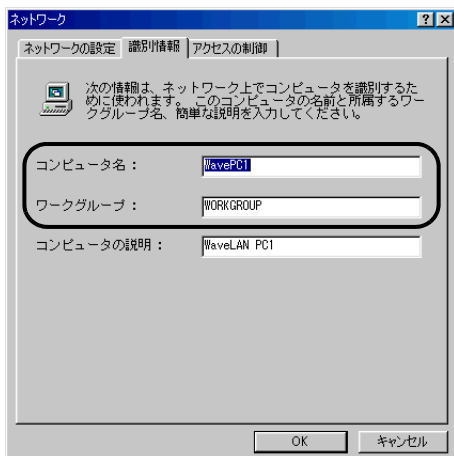 ネットワーク
ネットワークの設定 識別情報 アクセスの制御
次の情報は、ネットワーク上でコンピュータを識別するた
めに使われます。 このコンピュータの名前と所属するワー
クグループ名、簡単な説明を入力してください。
コンピュータ名： WavePC1
ワークグループ： WORKGROUP
コンピュータの説明： WaveLAN PC1
OK キャンセル